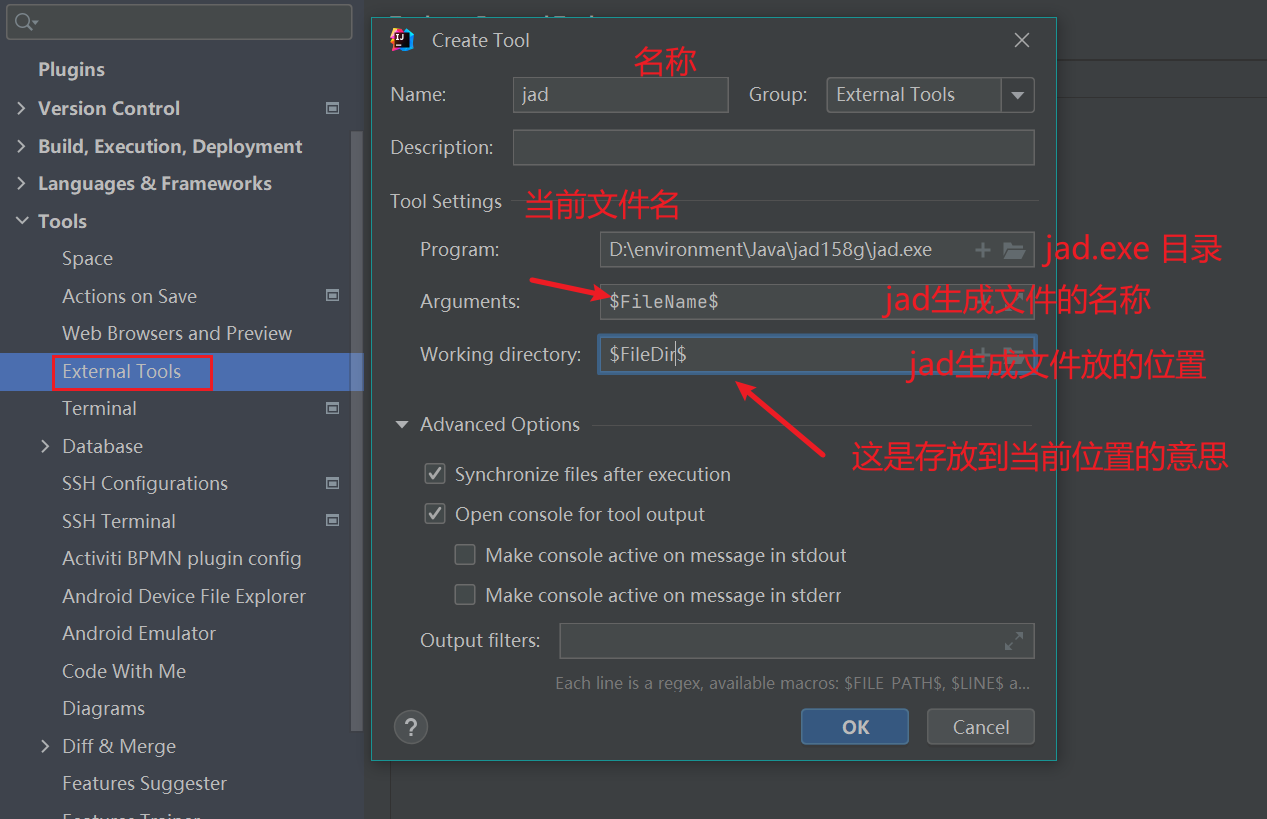 Plugins
Version Control
Build, Execution, Deployment
Languages & Frameworks
Tools
Space
Actions on Save
Web Browsers and Preview
External Tools
Terminal
Database
SSH Configurations
SSH Terminal
Activiti BPMN plugin config
Android Device File Explorer
Android Emulator
Code With Me
Diagrams
Diff & Merge
Features Suggester
Features Trainer
Create Tool
名称
Name: jad Group: External Tools
Description:
Tool Settings 当前文件名
Program: D:\environment\Java\jad158g\jad.exe jad.exe 目录
Arguments: $FileName$ jad生成文件的名称
Working directory: $FileDir$ jad生成文件放的位置
Advanced Options
这是存放到当前位置的意思
Synchronize files after execution
Open console for tool output
Make console active on message in stdout
Make console active on message in stderr
Output filters:
Each line is a regex, available macros: $FILE_PATH$, $LINE$ a...
? OK Cancel